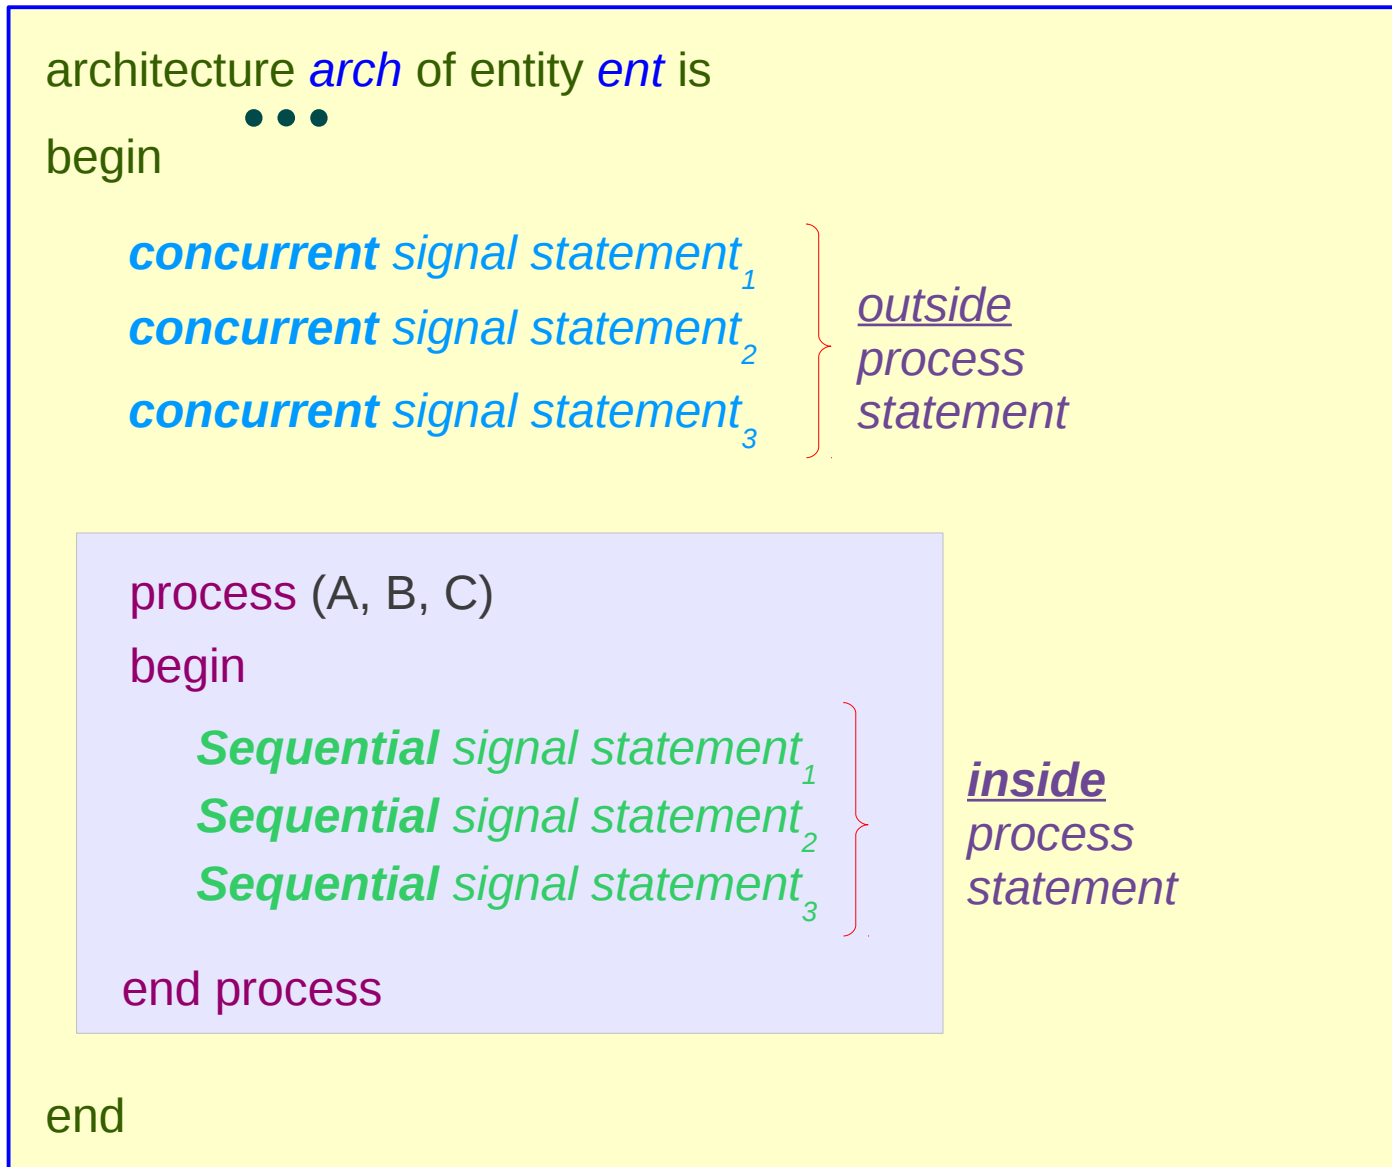 architecture arch of entity ent is
• • •
begin
concurrent signal statement1
concurrent signal statement2
concurrent signal statement3
outside
process
statement
process (A, B, C)
begin
Sequential signal statement1
Sequential signal statement2
Sequential signal statement3
inside
process
statement
end process
end